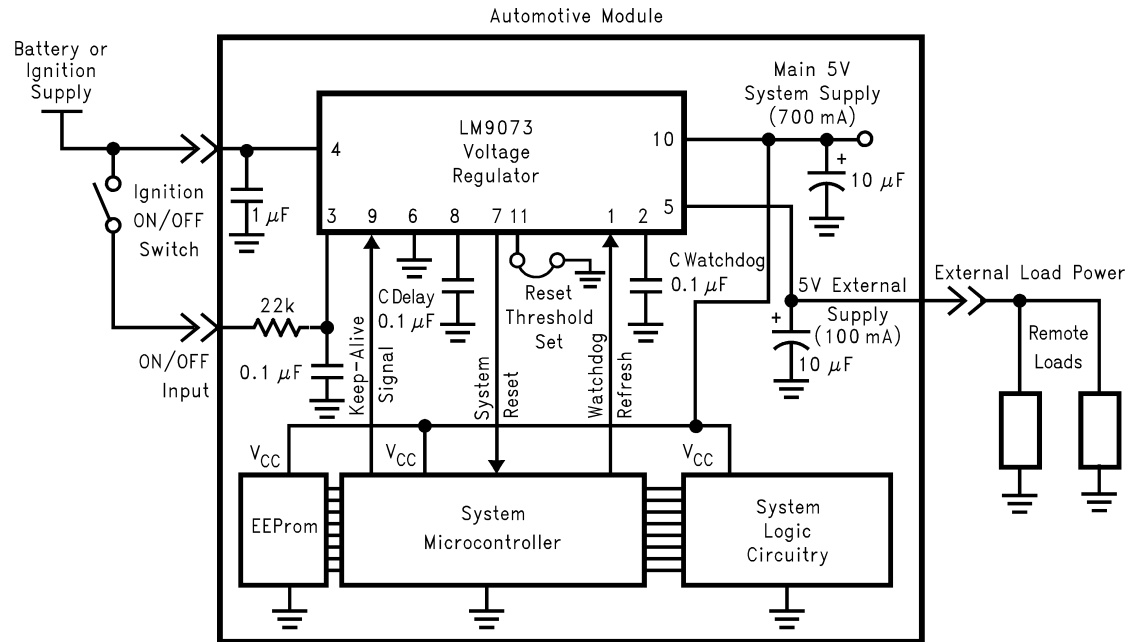 Automotive Module
Battery or
Ignition
Supply
Ignition
ON/OFF
Switch
1 μF
4
LM9073
Voltage
Regulator
10
5
3
9
6
8
7
11
1
2
Main 5V
System Supply
(700 mA)
+
10 μF
22k
ON/OFF
Input
0.1 μF
Keep-Alive
Signal
C Delay
0.1 μF
System
Reset
Reset
Threshold
Set
Watchdog
Refresh
C Watchdog
0.1 μF
5V External
Supply
(100 mA)
+
10 μF
External Load Power
Remote
Loads
VCC
VCC
VCC
EEProm
System
Microcontroller
System
Logic
Circuitry